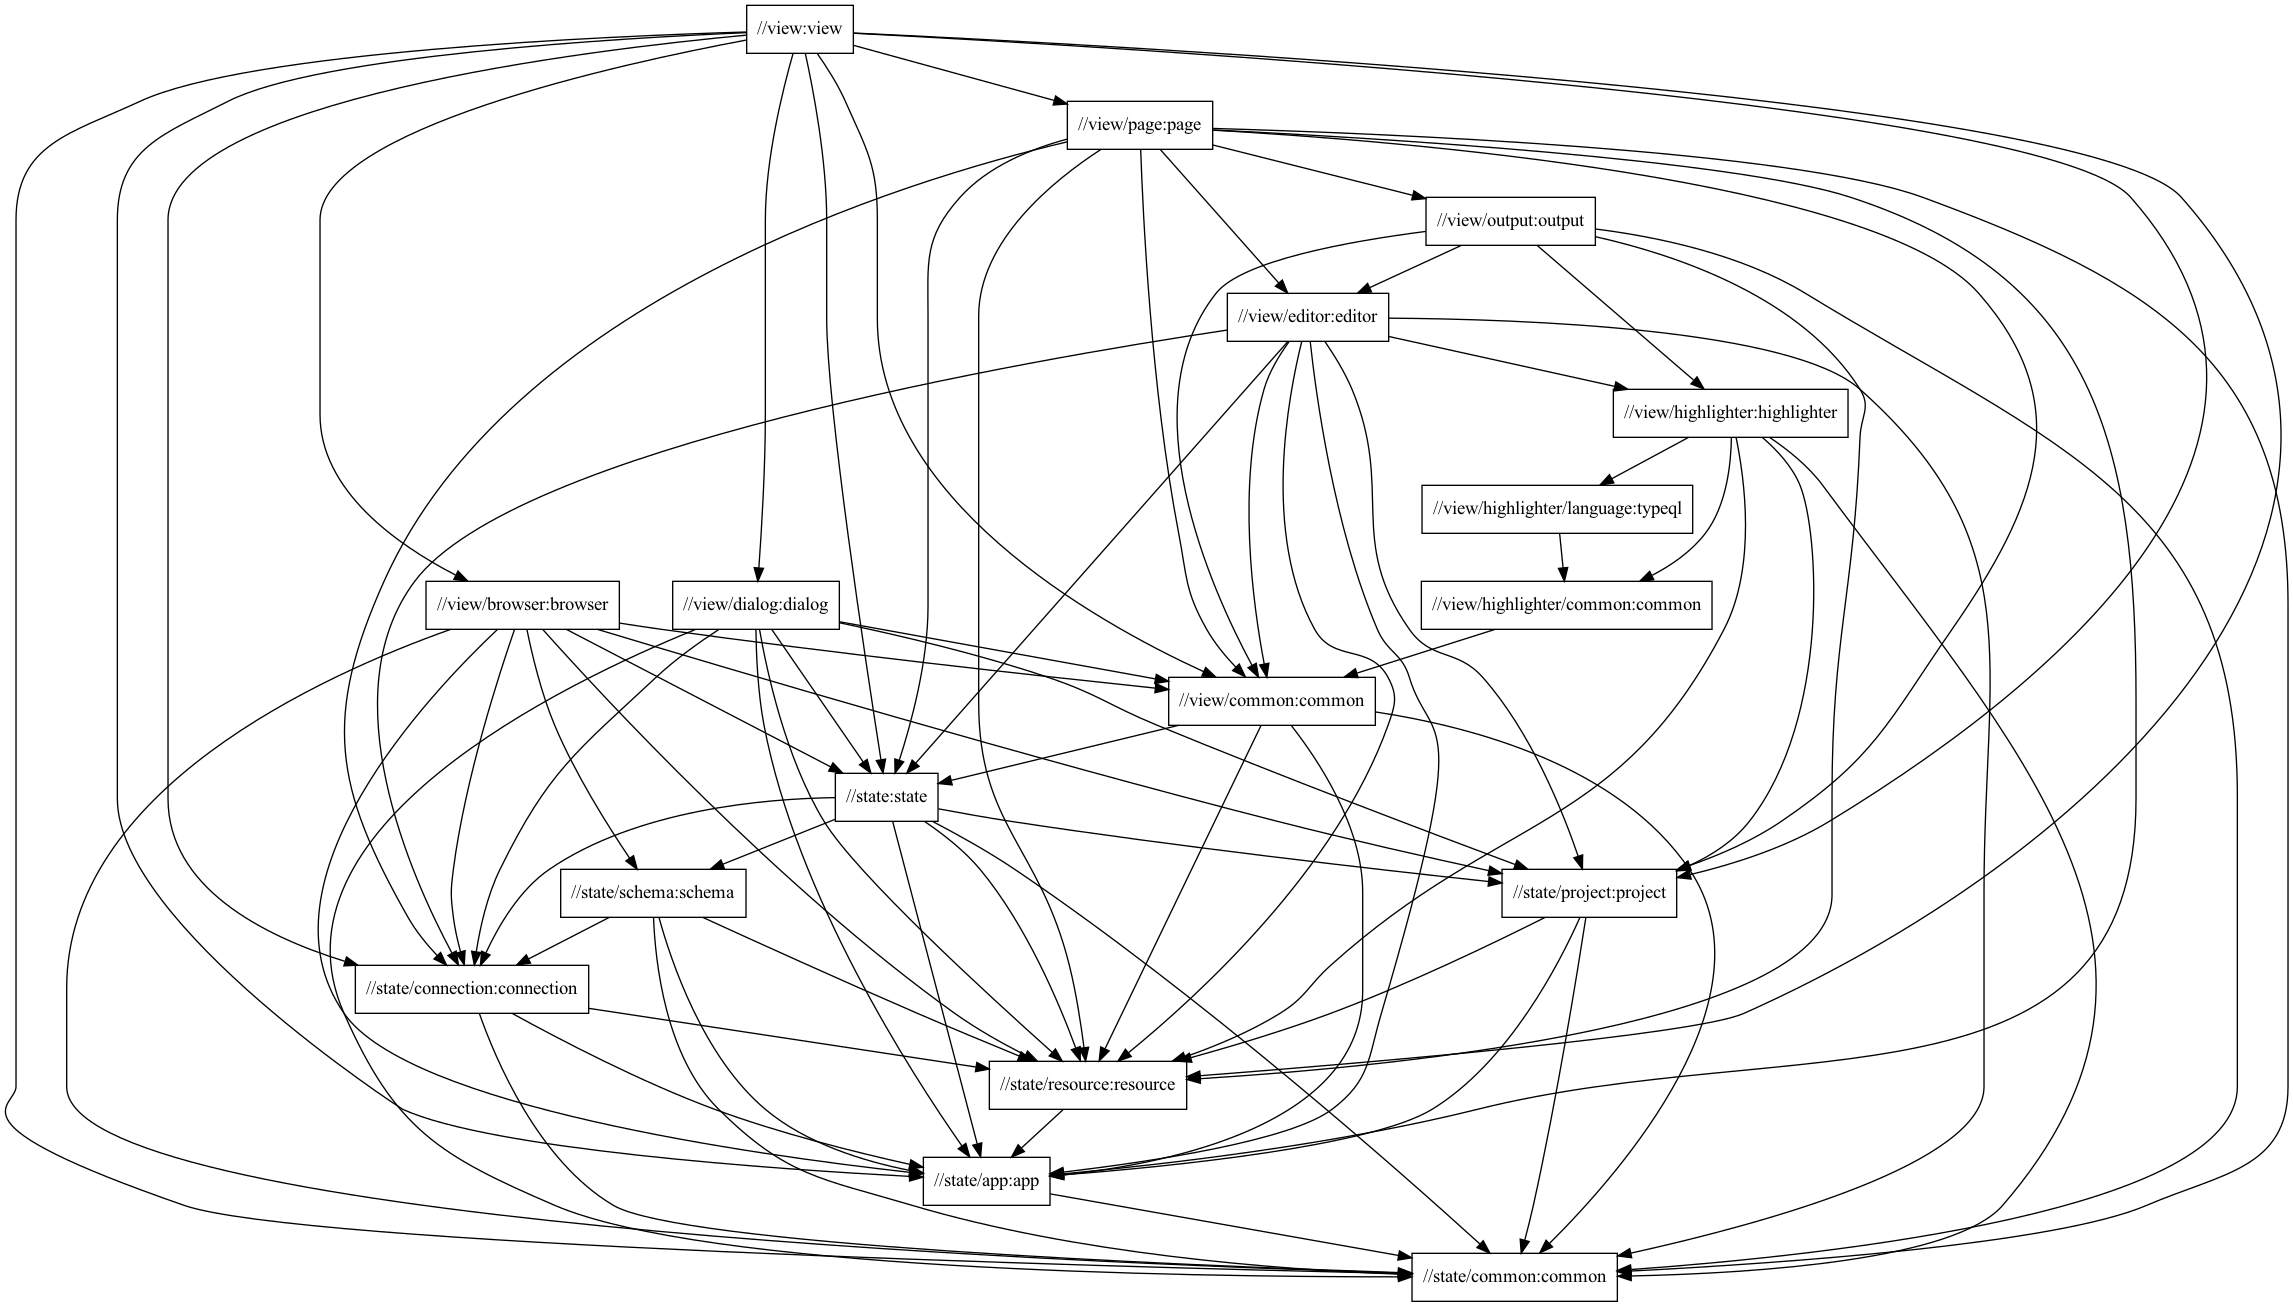 //view:view
//view/page:page
//view/output:output
//view/editor:editor
//view/highlighter:highlighter
//view/highlighter/language:typeql
//view/browser:browser
//view/dialog:dialog
//view/highlighter/common:common
//view/common:common
//state:state
//state/schema:schema
//state/project:project
//state/connection:connection
//state/resource:resource
//state/app:app
//state/common:common